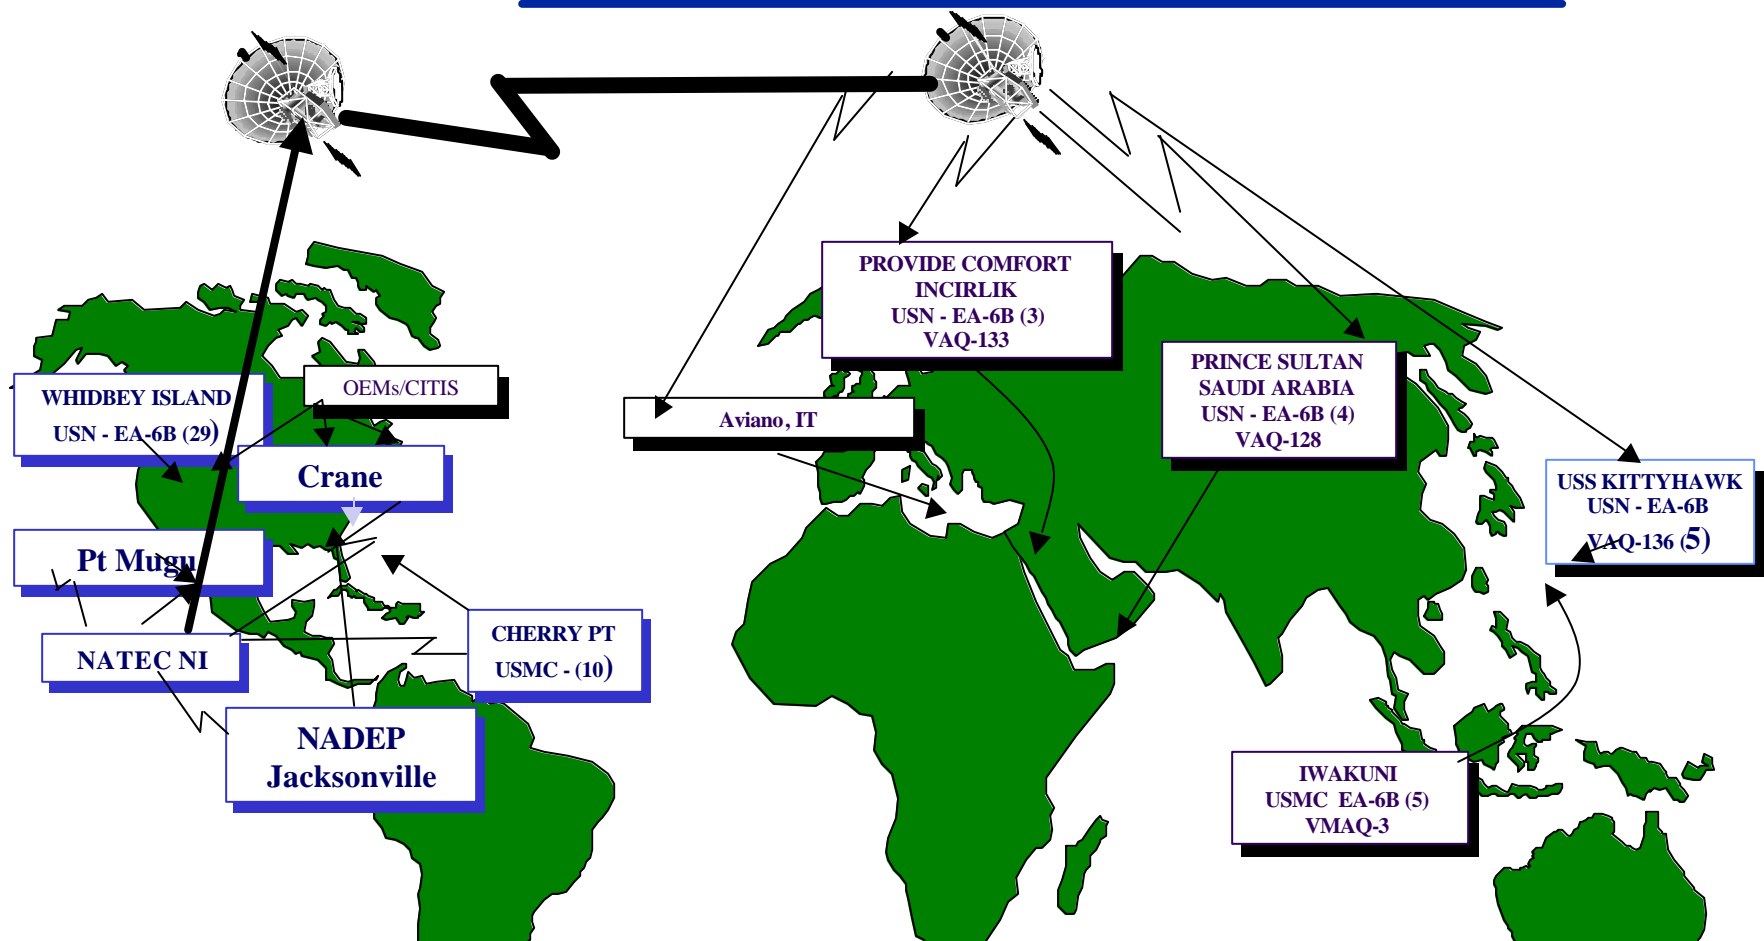 PROVIDE COMFORT
INCIRLIK
USN - EA-6B (3)
VAQ-133
PRINCE SULTAN
SAUDI ARABIA
USN - EA-6B (4)
VAQ-128
WHIDBEY ISLAND
USN - EA-6B (29)
OEMs/CITIS
Aviano, IT
Crane
USS KITTYHAWK
USN - EA-6B
VAQ-136 (5)
Pt Mugu
NATEC NI
CHERRY PT
USMC - (10)
NADEP
Jacksonville
IWAKUNI
USMC EA-6B (5)
VMAQ-3